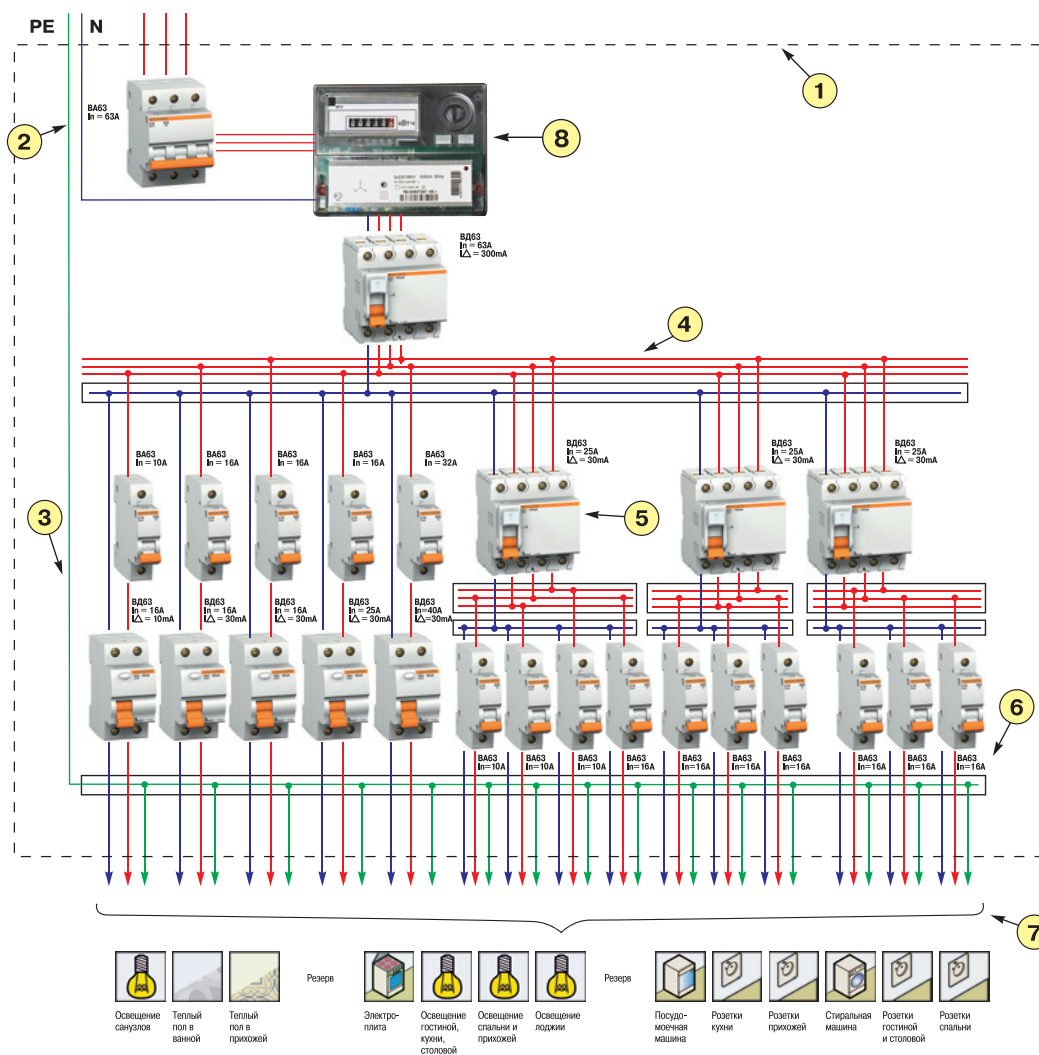 PE N
1
ВА63
In = 63A
2
8
ВД63
In = 63A
I△ = 300mA
4
ВА63
In = 10A
ВА63
In = 16A
ВА63
In = 16A
ВА63
In = 16A
ВА63
In = 32A
ВД63
In = 25A
I△ = 30mA
ВД63
In = 25A
I△ = 30mA
ВД63
In = 25A
I△ = 30mA
3
5
ВД63
In = 16A
I△ = 10mA
ВД63
In = 16A
I△ = 30mA
ВД63
In = 16A
I△ = 30mA
ВД63
In = 25A
I△ = 30mA
ВД63
In=40A
I△=30mA
6
ВА63
In=10A
ВА63
In=10A
ВА63
In=10A
ВА63
In=16A
ВА63
In=16A
ВА63
In=16A
ВА63
In=16A
ВА63
In=16A
ВА63
In=16A
ВА63
In=16A
7
Освещение
санузлов
Теплый
пол в
ванной
Теплый
пол в
прихожей
Резерв
Электро-
плита
Освещение
гостиной,
кухни,
столовой
Освещение
спальни и
прихожей
Освещение
лоджии
Резерв
Посудо-
моечная
машина
Розетки
кухни
Розетки
прихожей
Стиральная
машина
Розетки
гостиной
и столовой
Розетки
спальни